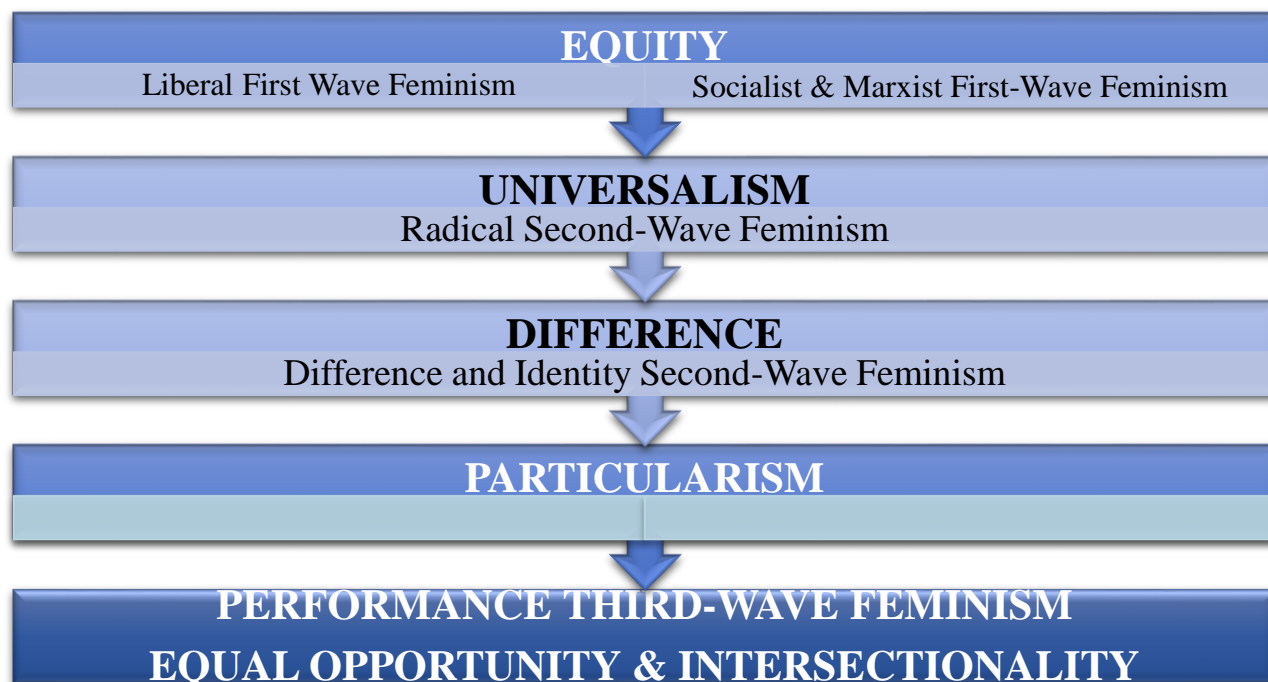 EQUITY
Liberal First Wave Feminism
Socialist & Marxist First-Wave Feminism
UNIVERSALISM
Radical Second-Wave Feminism
DIFFERENCE
Difference and Identity Second-Wave Feminism
PARTICULARISM
PERFORMANCE THIRD-WAVE FEMINISM
EQUAL OPPORTUNITY & INTERSECTIONALITY